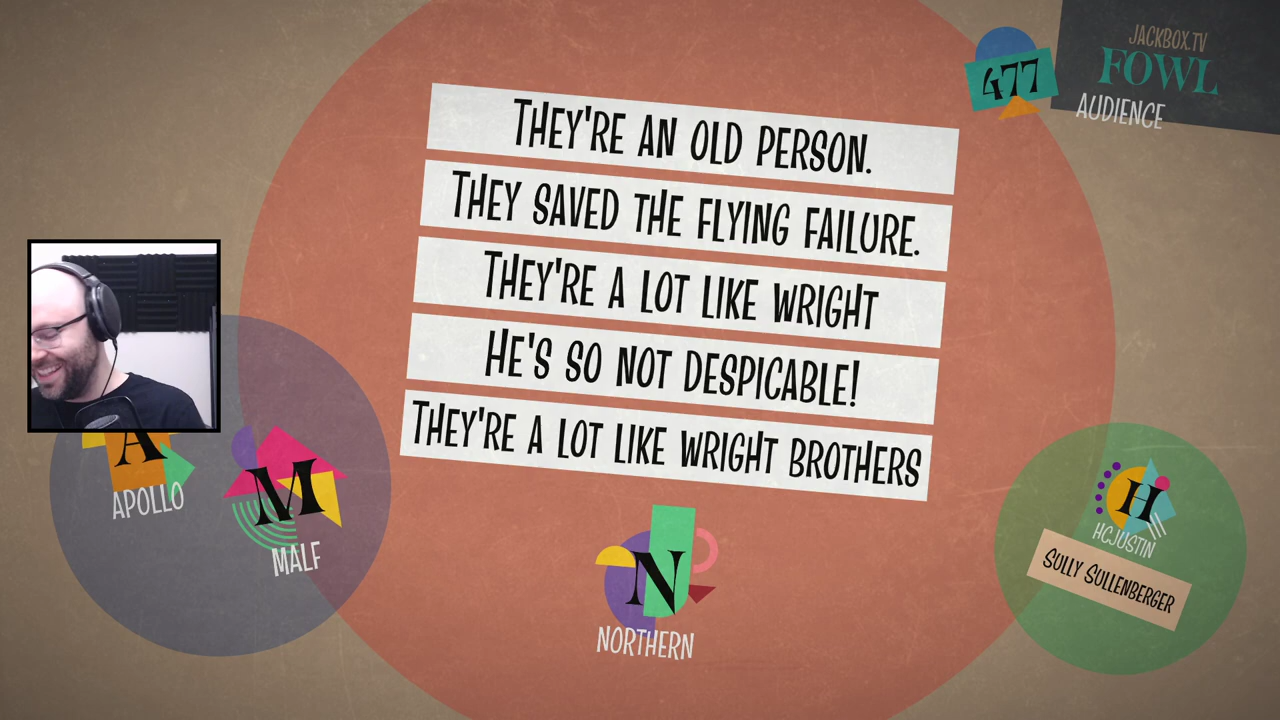 JACKBOX.TV
FOWL
477
AUDIENCE
THEY'RE AN OLD PERSON.
THEY SAVED THE FLYING FAILURE.
THEY'RE A LOT LIKE WRIGHT
HE'S SO NOT DESPICABLE!
THEY'RE A LOT LIKE WRIGHT BROTHERS
A
APOLLO
M
MALF
N
NORTHERN
H
HCJUSTIN
SULLY SULLENBERGER